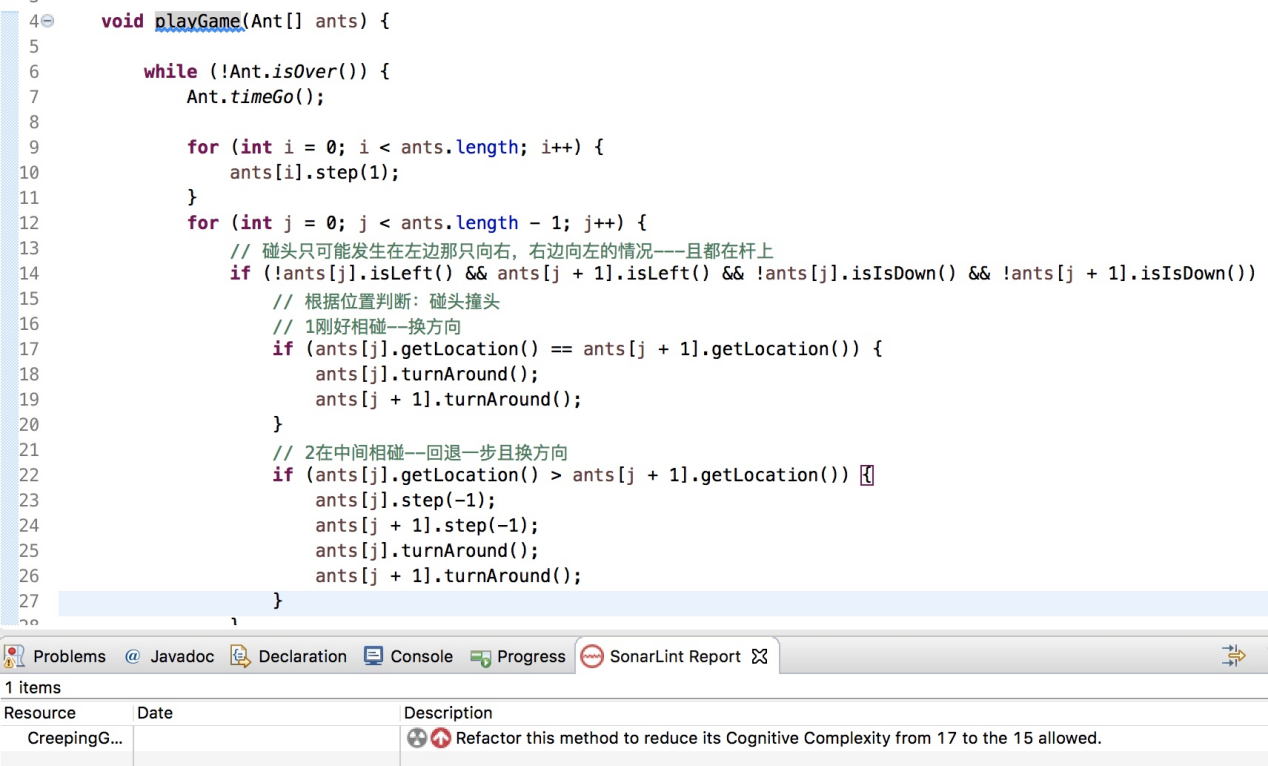 4 void playGame(Ant[] ants) {
5
6 while (!Ant.isOver()) {
7 Ant.timeGo();
8
9 for (int i = 0; i < ants.length; i++) {
10 ants[i].step(1);
11 }
12 for (int j = 0; j < ants.length - 1; j++) {
13 // 碰头只可能发生在左边那只向右，右边向左的情况---且都在杆上
14 if (!ants[j].isLeft() && ants[j + 1].isLeft() && !ants[j].isIsDown() && !ants[j + 1].isIsDown())
15 // 根据位置判断：碰头撞头
16 // 1刚好相碰--换方向
17 if (ants[j].getLocation() == ants[j + 1].getLocation()) {
18 ants[j].turnAround();
19 ants[j + 1].turnAround();
20 }
21 // 2在中间相碰--回退一步且换方向
22 if (ants[j].getLocation() > ants[j + 1].getLocation()) {
23 ants[j].step(-1);
24 ants[j + 1].step(-1);
25 ants[j].turnAround();
26 ants[j + 1].turnAround();
27 }
Problems @ Javadoc Declaration Console Progress SonarLint Report
1 items
Resource Date Description
CreepingG... Refactor this method to reduce its Cognitive Complexity from 17 to the 15 allowed.